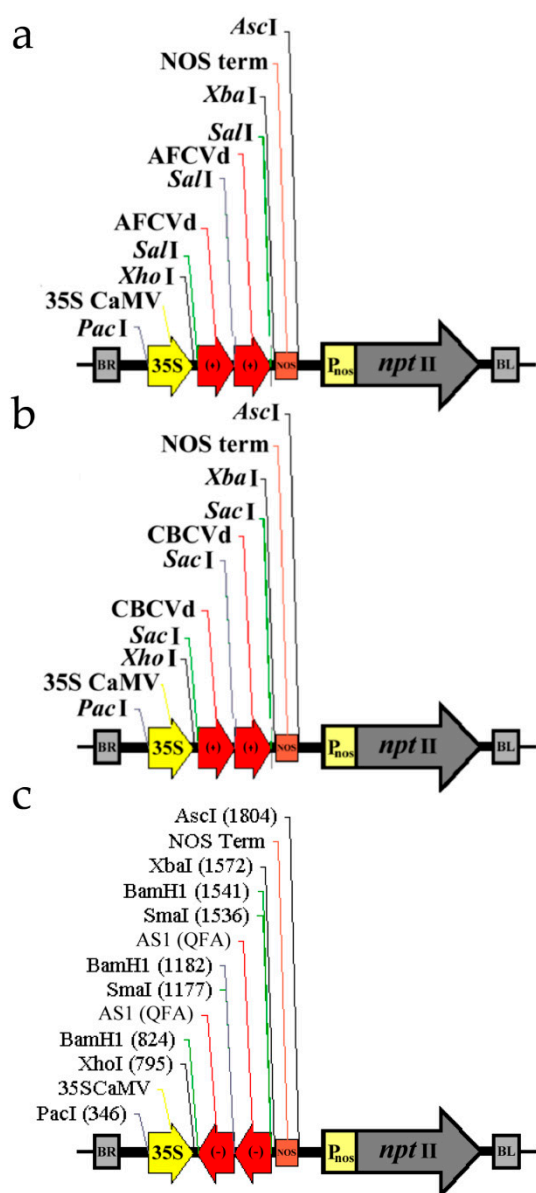 a
AscI
NOS term
XbaI
SalI
AFCVd
SalI
AFCVd
SalI
XhoI
35S CaMV
PacI
BR 35S (+) (+) NOS Pnos nptII BL
b
AscI
NOS term
XbaI
SacI
CBCVd
SacI
CBCVd
SacI
XhoI
35S CaMV
PacI
BR 35S (+) (+) NOS Pnos nptII BL
c
AscI (1804)
NOS Term
XbaI (1572)
BamH1 (1541)
SmaI (1536)
AS1 (QFA)
BamH1 (1182)
SmaI (1177)
AS1 (QFA)
BamH1 (824)
XhoI (795)
35SCaMV
PacI (346)
BR 35S (-) (-) NOS Pnos nptII BL